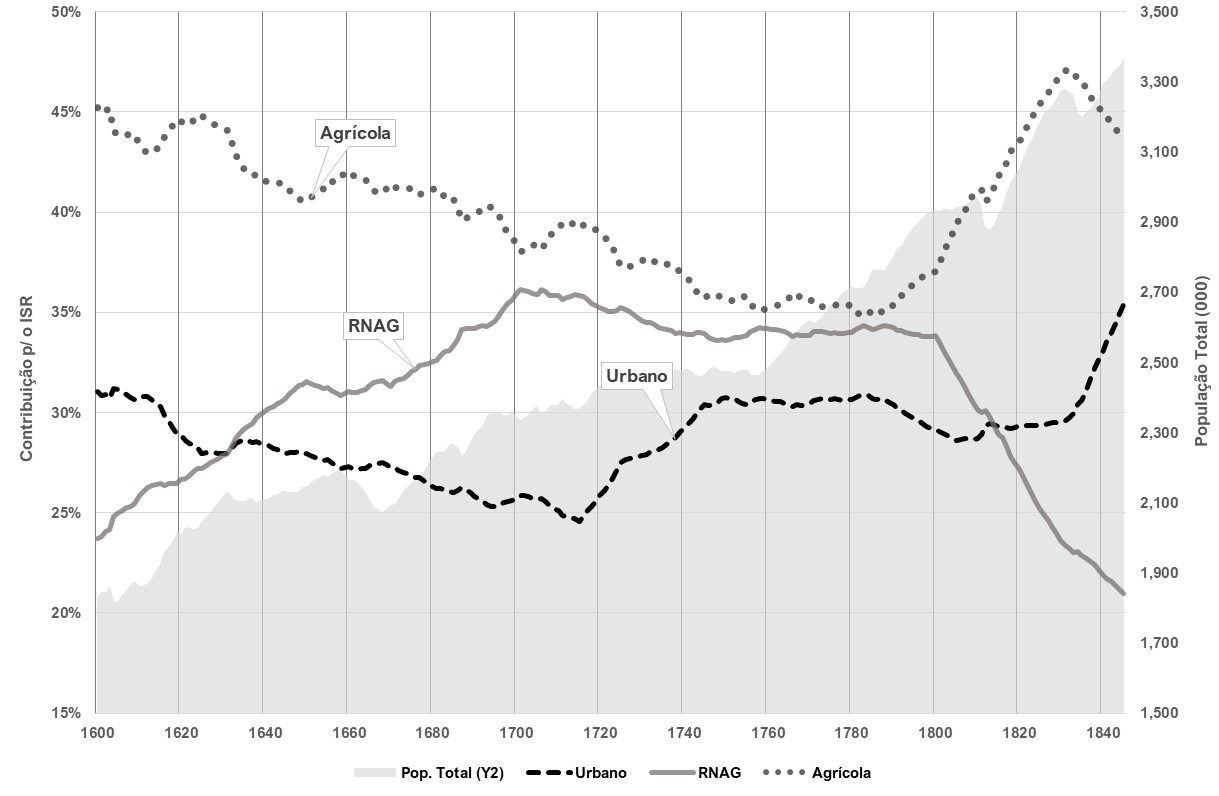 50%
45%
40%
35%
30%
25%
20%
15%
Contribuição p/ o ISR
3,500
3,300
3,100
2,900
2,700
2,500
2,300
2,100
1,900
1,700
1,500
População Total (000)
Agrícola
RNAG
Urbano
1600 1620 1640 1660 1680 1700 1720 1740 1760 1780 1800 1820 1840
Pop. Total (Y2) Urbano RNAG Agrícola